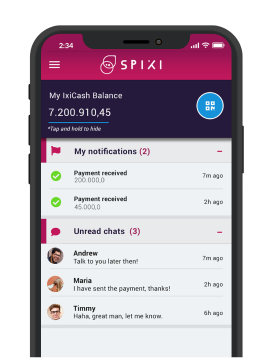 2:34
SPIXI
My IxiCash Balance
7.200.910,45
*Tap and hold to hide
My notifications (2) –
Payment received
200.000,0
7m ago
Payment received
45.000,0
2h ago
Unread chats (3) –
Andrew
Talk to you later then!
7m ago
Maria
I have sent the payment, thanks!
2h ago
Timmy
Haha, great man, let me know.
6h ago